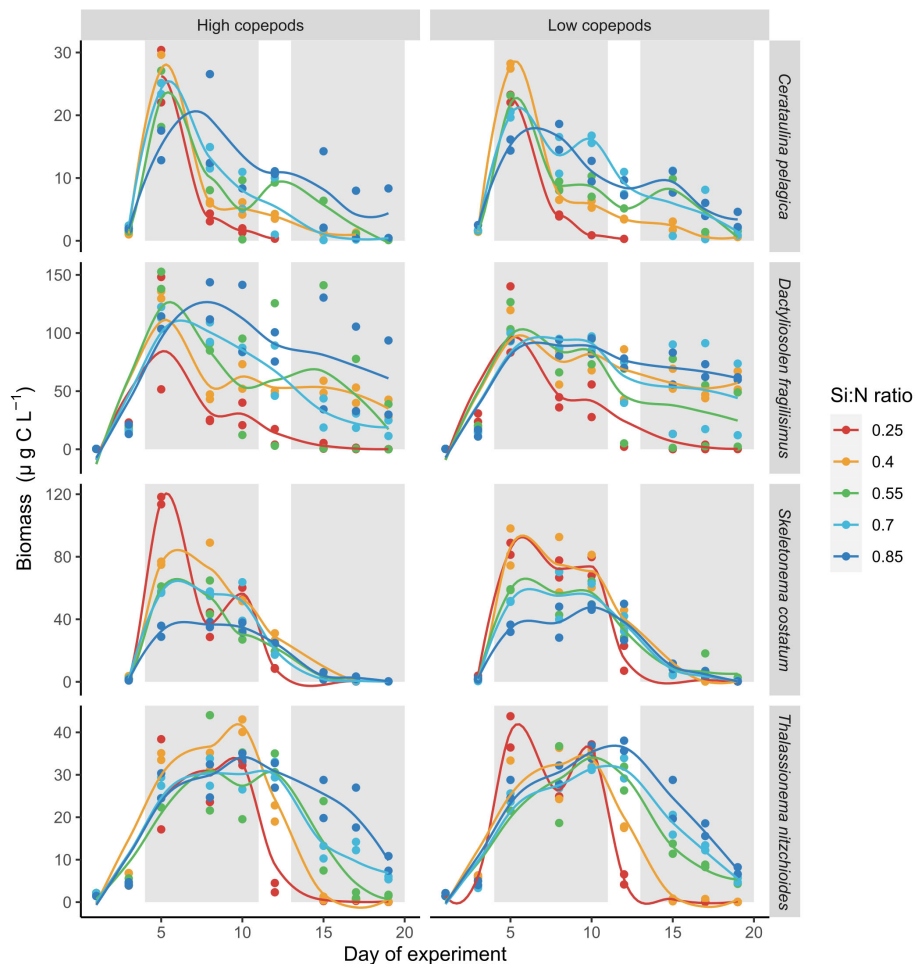 High copepods
Low copepods
30
20
10
0
Cerataulina pelagica
150
100
50
0
Dactyliosolen fragilisimus
120
80
40
0
Skeletonema costatum
40
30
20
10
0
Thalassionema nitzchioides
5 10 15 20
5 10 15 20
Day of experiment
Biomass (μ g C L⁻¹)
Si:N ratio
0.25
0.4
0.55
0.7
0.85